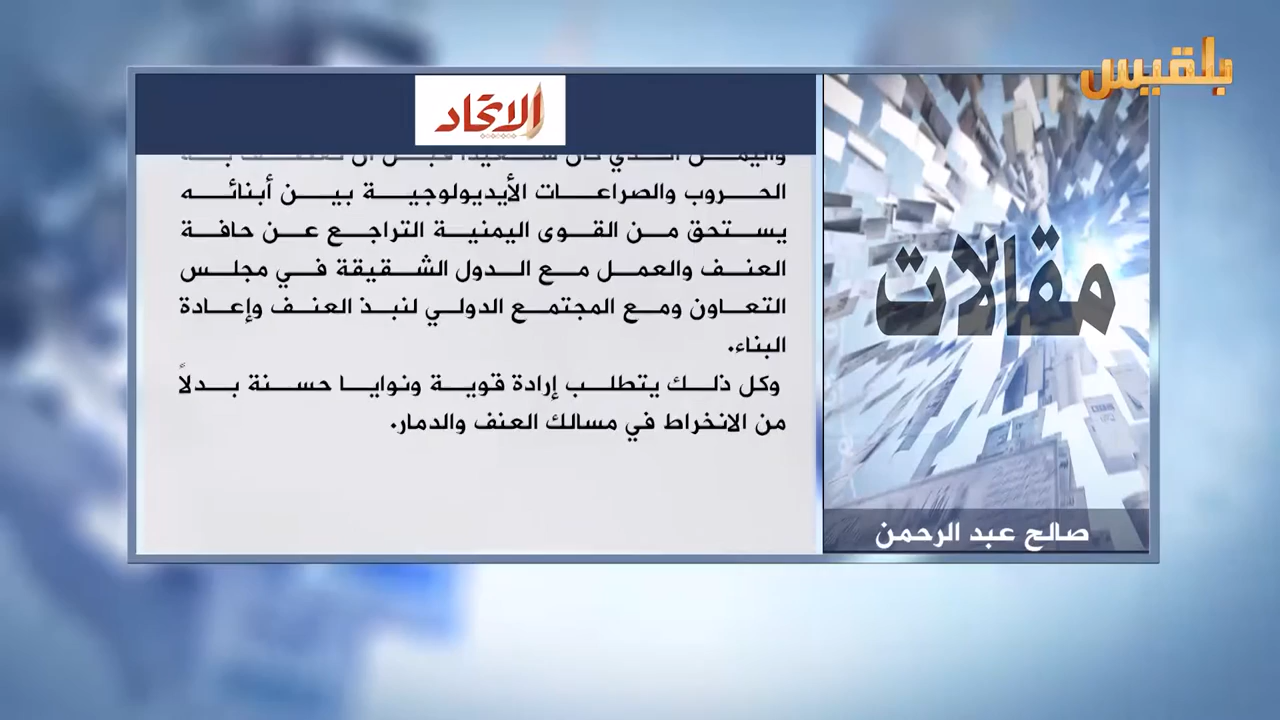 بلقيس
الاتحاد
الحروب والصراعات الأيديولوجية بين أبنائه
يستحق من القوى اليمنية التراجع عن حافة
العنف والعمل مع الدول الشقيقة في مجلس
التعاون ومع المجتمع الدولي لنبذ العنف وإعادة
البناء.
وكل ذلك يتطلب إرادة قوية ونوايا حسنة بدلاً
من الانخراط في مسالك العنف والدمار.
مقالات
صالح عبد الرحمن